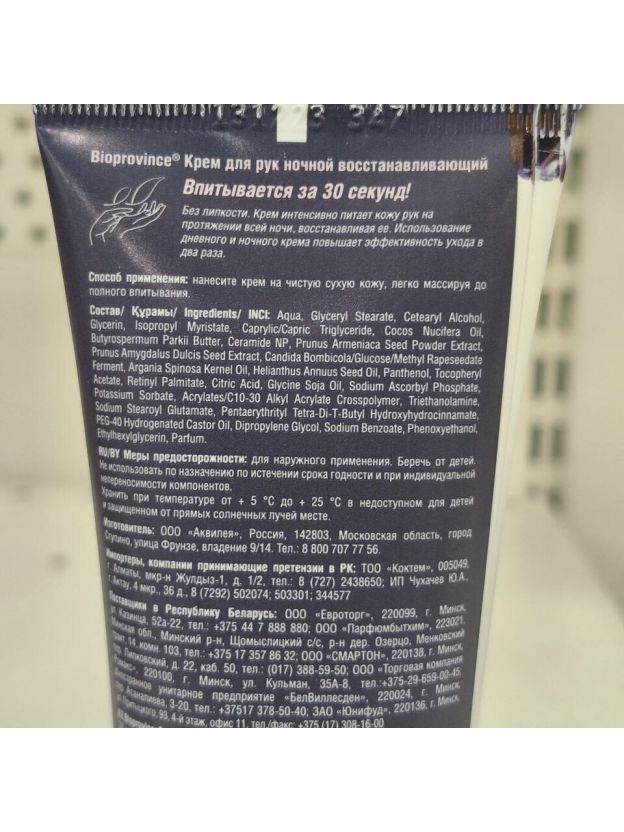 131123 347
Bioprovince® Крем для рук ночной восстанавливающий
Впитывается за 30 секунд!
Без липкости. Крем интенсивно питает кожу рук на
протяжении всей ночи, восстанавливая ее. Использование
дневного и ночного крема повышает эффективность ухода в
два раза.
Способ применения: нанесите крем на чистую сухую кожу, легко массируя до
полного впитывания.
Состав/ Құрамы/ Ingredients/ INCI: Aqua, Glyceryl Stearate, Cetearyl Alcohol,
Glycerin, Isopropyl Myristate, Caprylic/Capric Triglyceride, Cocos Nucifera Oil,
Butyrospermum Parkii Butter, Ceramide NP, Prunus Armeniaca Seed Powder Extract,
Prunus Amygdalus Dulcis Seed Extract, Candida Bombicola/Glucose/Methyl Rapeseedate
Ferment, Argania Spinosa Kernel Oil, Helianthus Annuus Seed Oil, Panthenol, Tocopheryl
Acetate, Retinyl Palmitate, Citric Acid, Glycine Soja Oil, Sodium Ascorbyl Phosphate,
Potassium Sorbate, Acrylates/C10-30 Alkyl Acrylate Crosspolymer, Triethanolamine,
Sodium Stearoyl Glutamate, Pentaerythrityl Tetra-Di-T-Butyl Hydroxyhydrocinnamate,
PEG-40 Hydrogenated Castor Oil, Dipropylene Glycol, Sodium Benzoate, Phenoxyethanol,
Ethylhexylglycerin, Parfum.
RU/BY Меры предосторожности: для наружного применения. Беречь от детей.
Не использовать по назначению по истечении срока годности и при индивидуальной
непереносимости компонентов.
Хранить при температуре от + 5 °C до + 25 °C в недоступном для детей
и защищенном от прямых солнечных лучей месте.
Изготовитель: ООО «Аквилея», Россия, 142803, Московская область, город
Ступино, улица Фрунзе, владение 9/14. Тел.: 8 800 707 77 56.
Импортеры, компании принимающие претензии в РК: ТОО «Коктем», 005049,
г. Алматы, мкр-н Жулдыз-1, д. 1/2, тел.: 8 (727) 2438650; ИП Чухачев Ю.А.,
г. Актау, 4 мкр., 36 д., 8 (7292) 502074; 503301; 344577
Поставщики в Республику Беларусь: ООО «Евроторг», 220099, г. Минск,
ул. Казинца, 52а-22, тел.: +375 44 7 888 880; ООО «Парфюмбытхим», 223021,
Минская обл., Минский р-н, Щомыслицкий с/с, р-н дер. Озерцо, Менковский
тракт 14, комн. 103, тел.: +375 17 357 86 32; ООО «СМАРТОН», 220138, г. Минск,
пер. Липковский, д. 22, каб. 50, тел.: (017) 388-59-50; ООО «Торговая компания
220100, г. Минск, ул. Кульман, 35А-8, тел.:+375-29-659-00-45;
Иностранное унитарное предприятие «БелВиллесден», 220024, г. Минск,
пер. Асаналиева, 3-20, тел.: +37517 378-50-40; ЗАО «Юнифуд», 220136, г. Минск,
ул. Притыцкого, 93, 4-й этаж, офис 11, тел./факс: +375 (17) 308-16-00